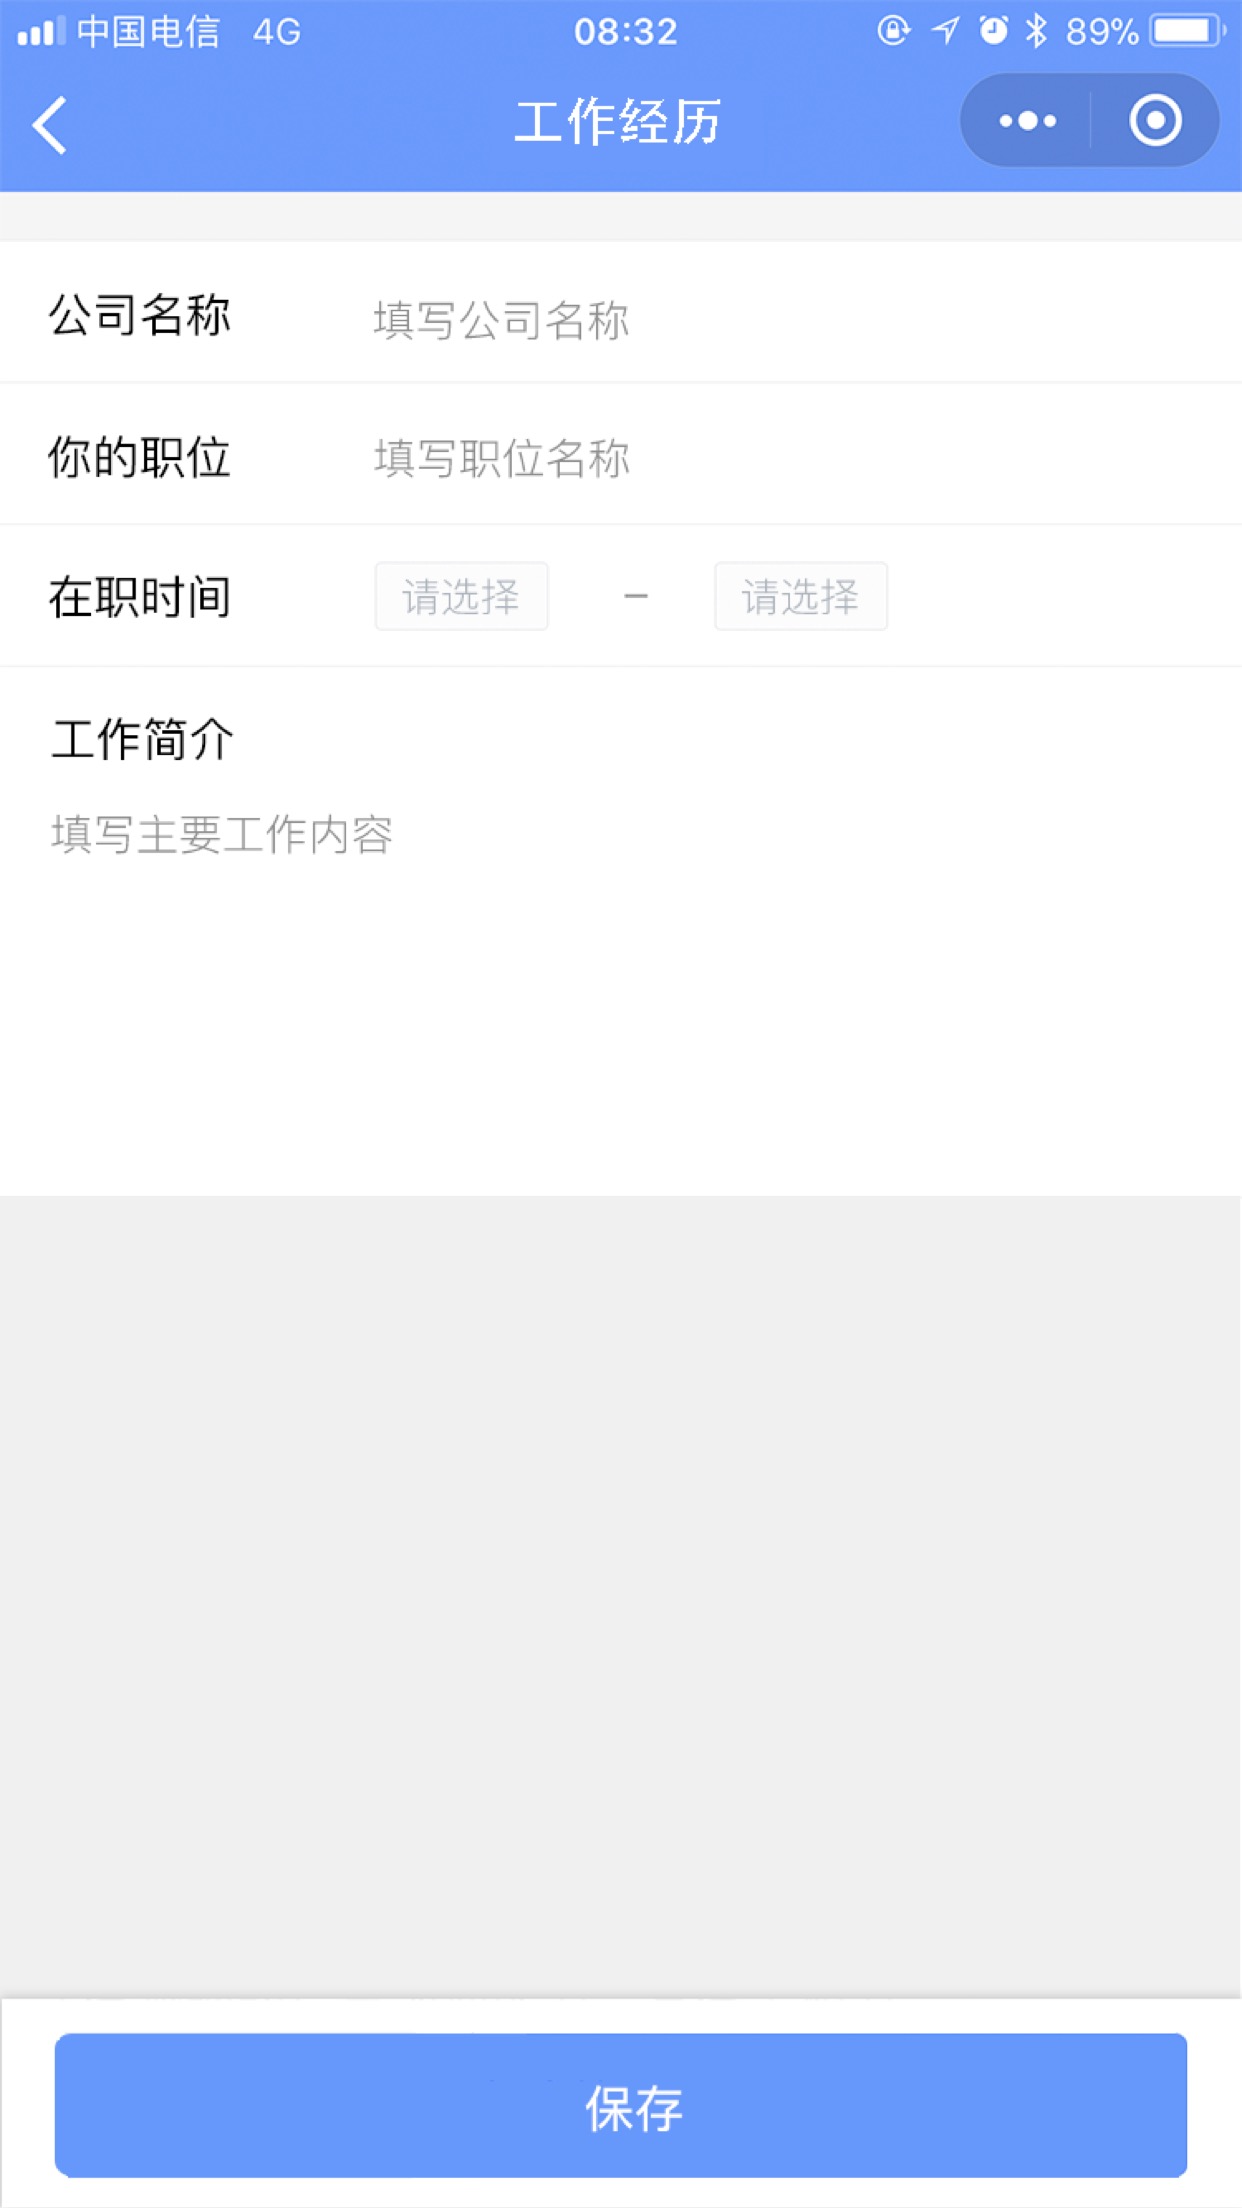 中国电信 4G 08:32 89%
工作经历
公司名称 填写公司名称
你的职位 填写职位名称
在职时间 请选择 – 请选择
工作简介
填写主要工作内容
保存